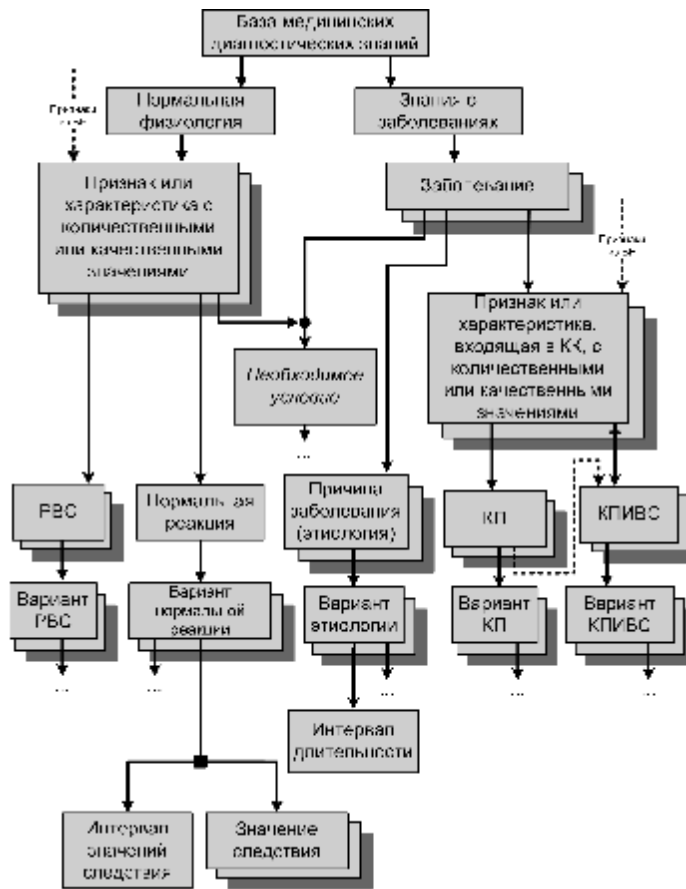 База медицинских
диагностических знаний
Нормальная
физиология
Знания о
заболеваниях
Признак или
характеристика с
количественными
или качественными
значениями
Заболевание
Признак или
характеристика,
входящая в КК, с
количественными
или качественными
значениями
Необходимое
условие
...
РВС
Нормальная
реакция
Причина
заболевания
(этиология)
КП
КПИВС
Вариант
РВС
Вариант
нормальной
реакции
Вариант
этиологии
Вариант
КП
Вариант
КПИВС
...
...
...
...
...
Интервал
длительности
Интервал
значений
следствия
Значение
следствия